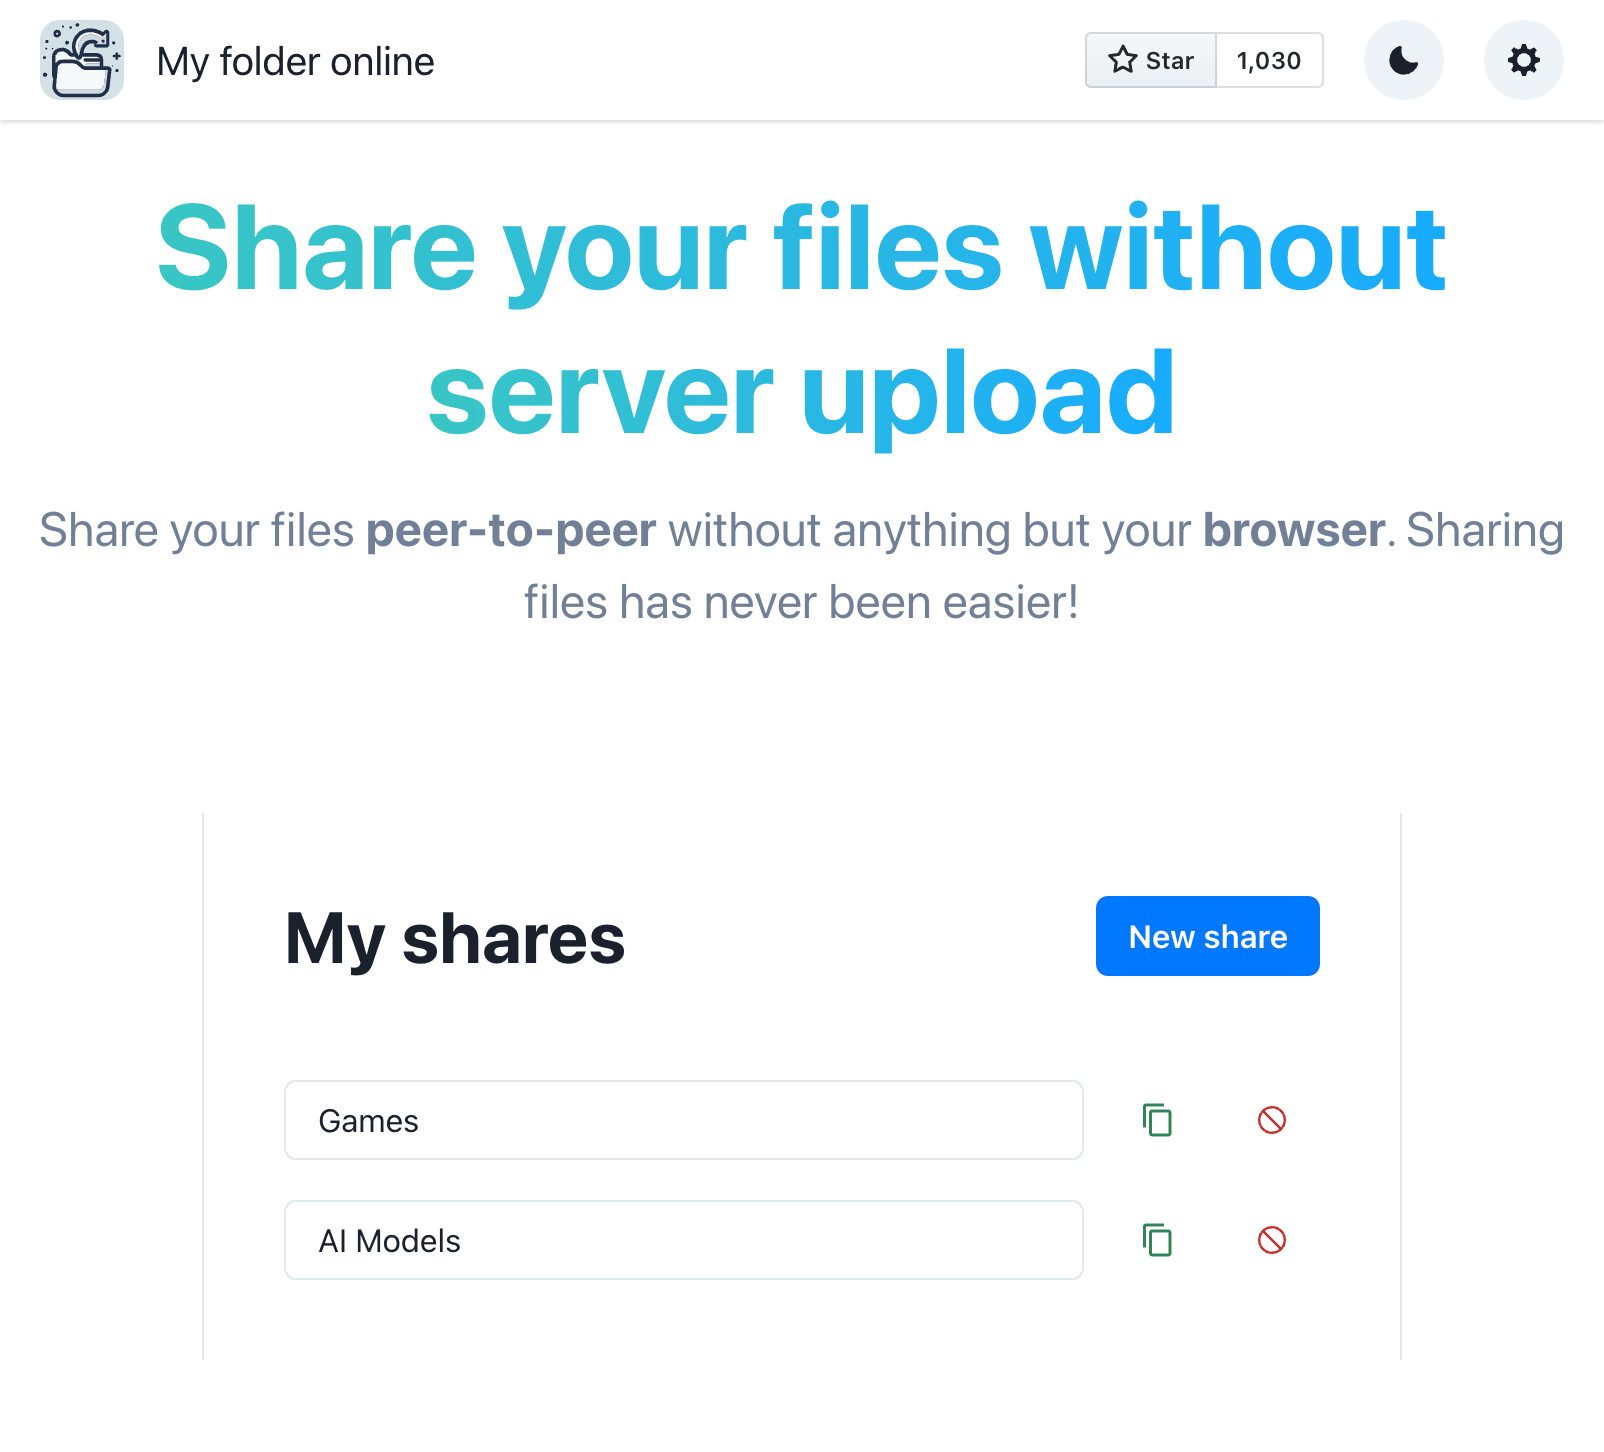 My folder online
Star
1,030
Share your files without
server upload
Share your files peer-to-peer without anything but your browser. Sharing
files has never been easier!
My shares
New share
Games
AI Models